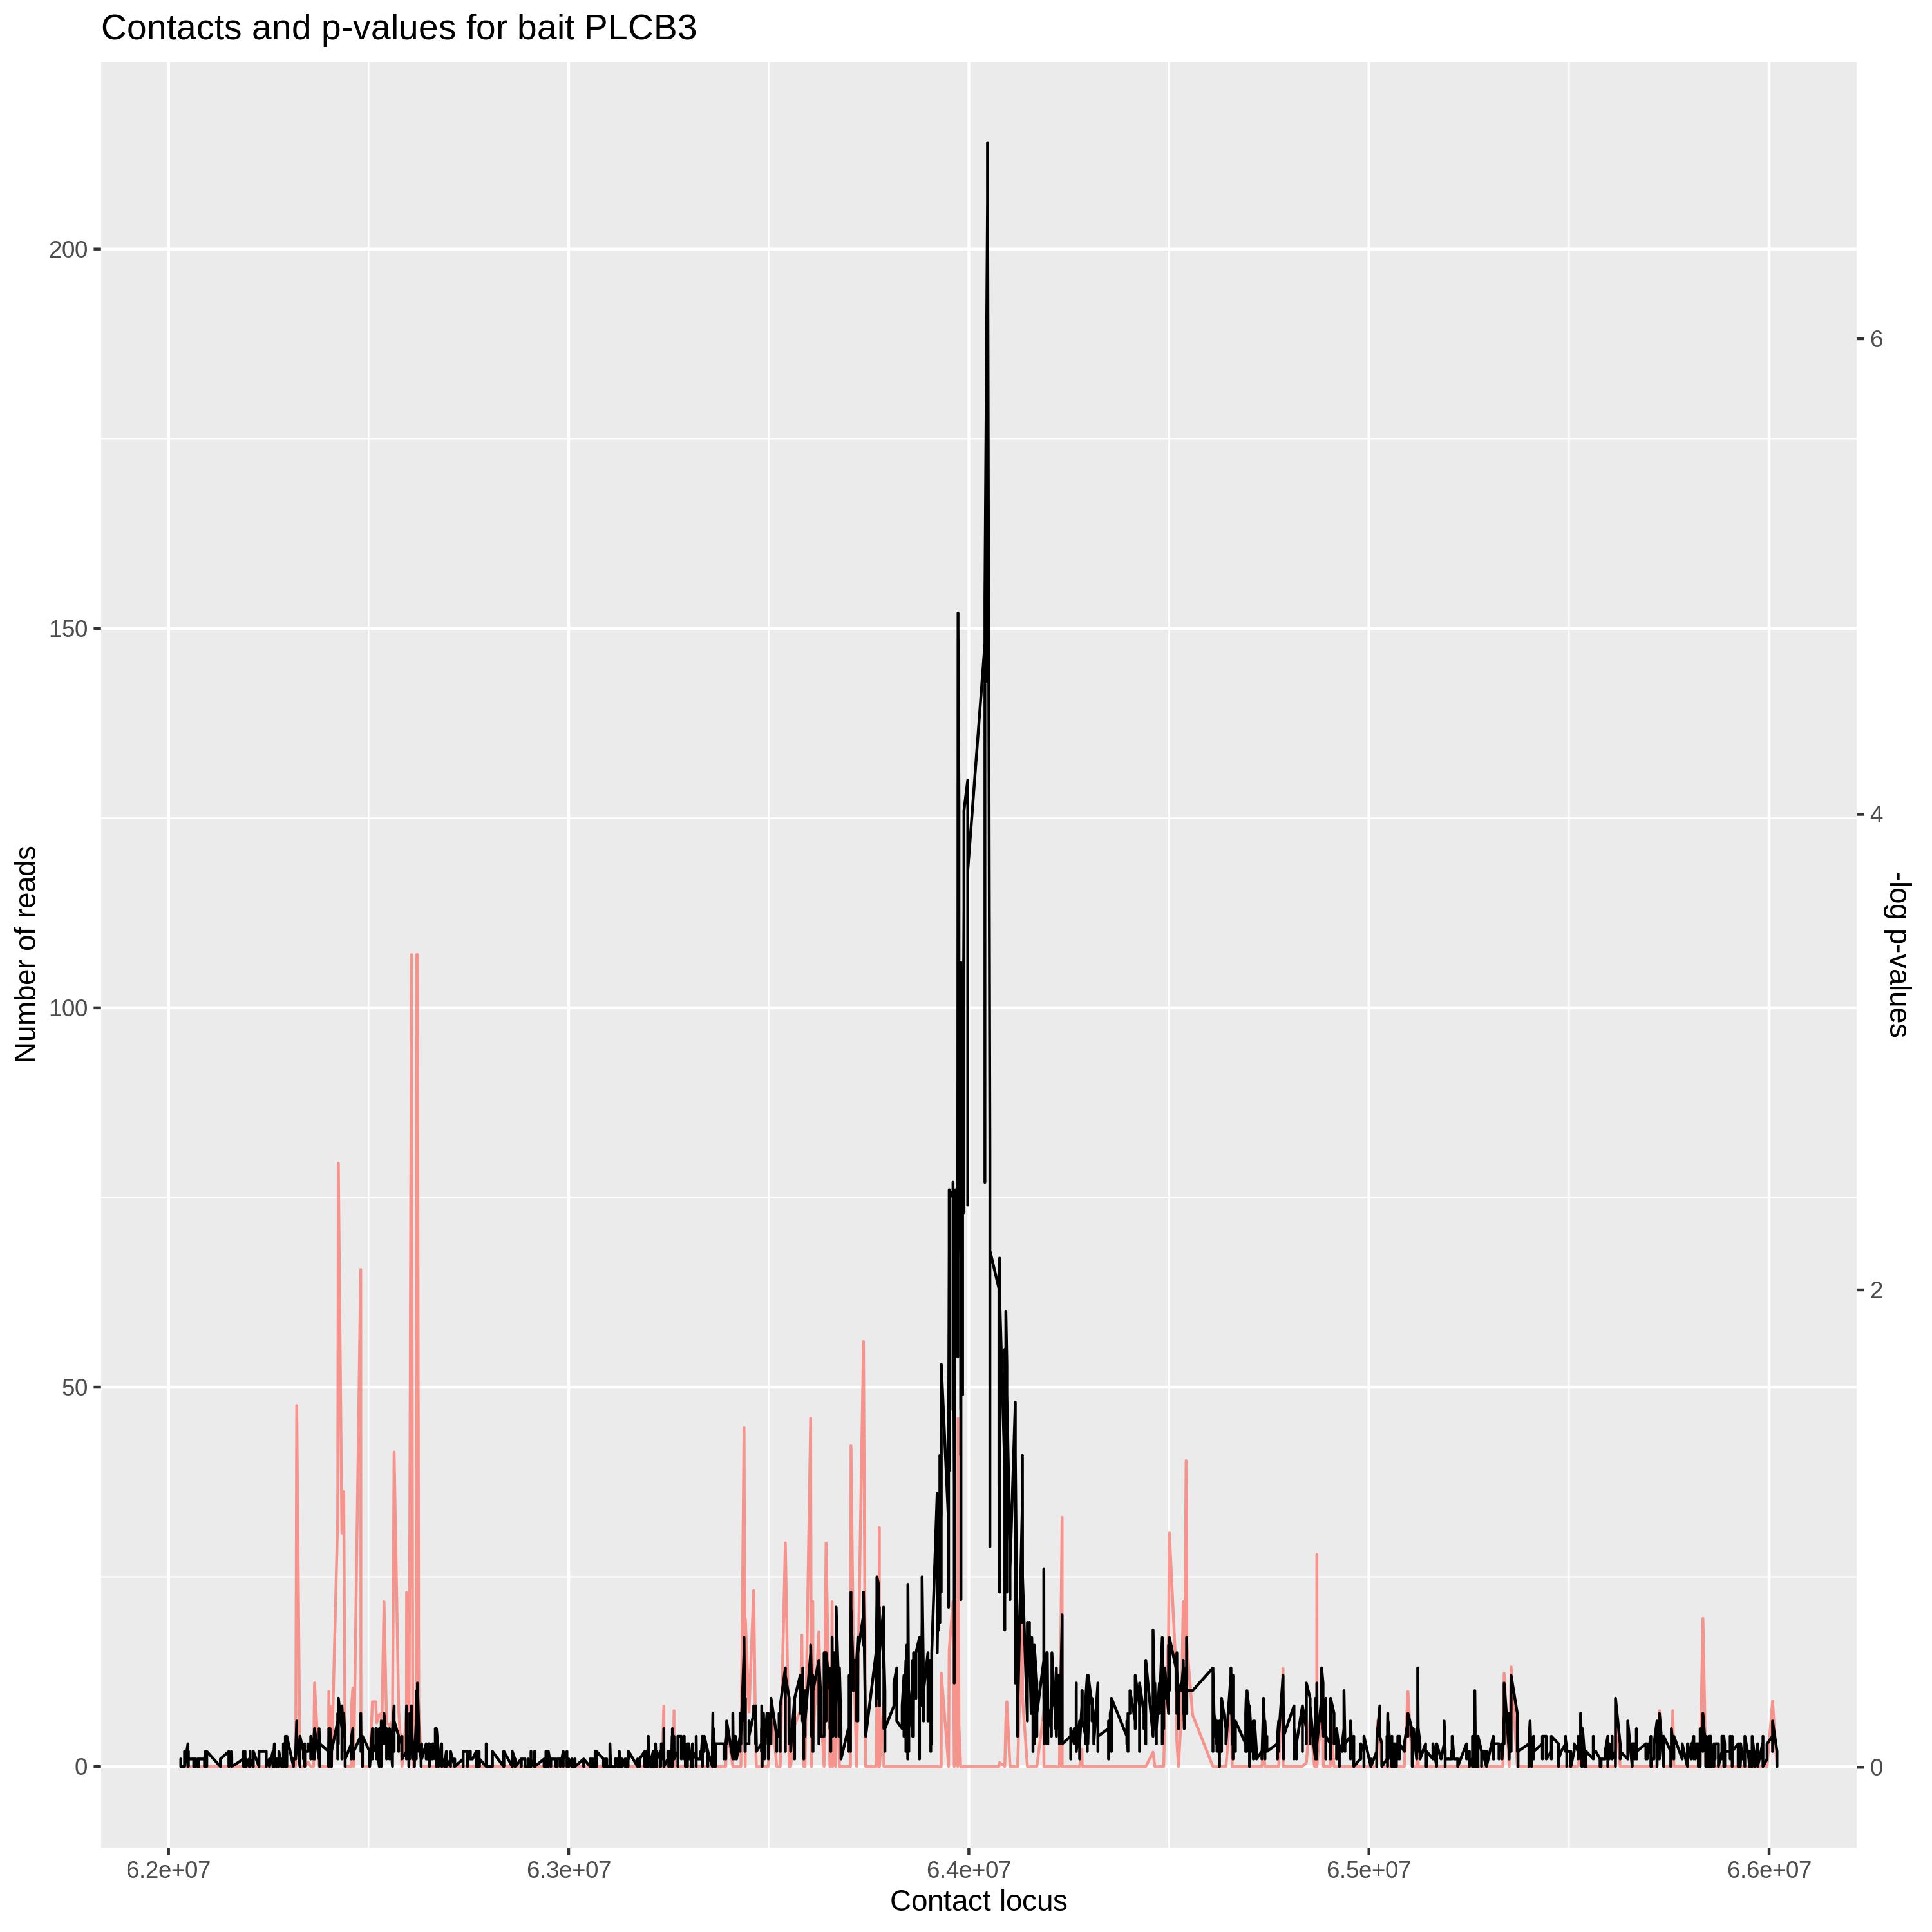 Contacts and p-values for bait PLCB3
200
150
100
50
0
Number of reads
6
4
2
0
-log p-values
6.2e+07
6.3e+07
6.4e+07
6.5e+07
6.6e+07
Contact locus